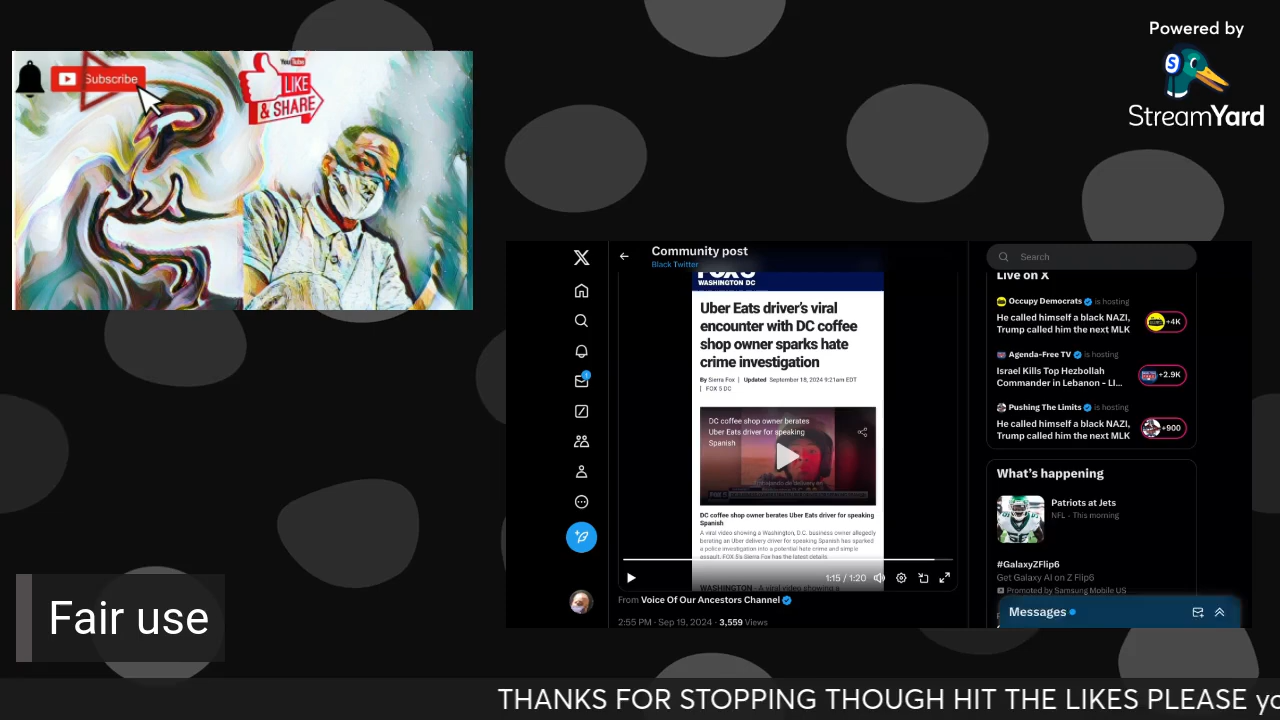 Powered by
StreamYard
Subscribe
YouTube
LIKE
& SHARE
Community post
Black Twitter
WASHINGTON DC
Uber Eats driver's viral
encounter with DC coffee
shop owner sparks hate
crime investigation
By Sierra Fox | Updated September 18, 2024 9:21am EDT
| FOX 5 DC
DC coffee shop owner berates
Uber Eats driver for speaking
Spanish
DC coffee shop owner berates Uber Eats driver for speaking
Spanish
A viral video showing a Washington, D.C. business owner allegedly
berating an Uber delivery driver for speaking Spanish has sparked
a police investigation into a potential hate crime and simple
assault. FOX 5's Sierra Fox has the latest details
1:15 / 1:20
WASHINGTON - A viral video showing a
From Voice Of Our Ancestors Channel
2:55 PM · Sep 19, 2024 · 3,559 Views
Search
Live on X
Occupy Democrats is hosting
He called himself a black NAZI,
Trump called him the next MLK
+4K
Agenda-Free TV is hosting
Israel Kills Top Hezbollah
Commander in Lebanon - LI...
+2.9K
Pushing The Limits is hosting
He called himself a black NAZI,
Trump called him the next MLK
+900
What's happening
Patriots at Jets
NFL · This morning
#GalaxyZFlip6
Get Galaxy AI on Z Flip6
Promoted by Samsung Mobile US
Messages
Fair use
THANKS FOR STOPPING THOUGH HIT THE LIKES PLEASE yo